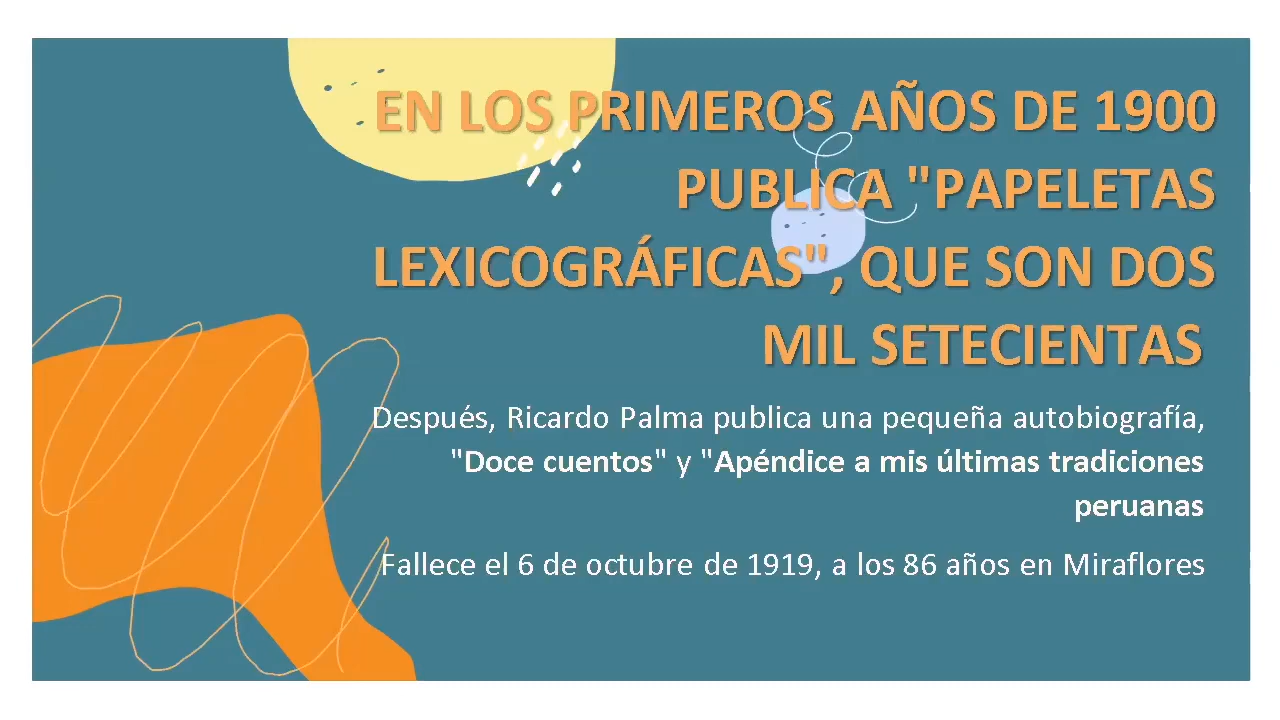 EN LOS PRIMEROS AÑOS DE 1900
PUBLICA "PAPELETAS
LEXICOGRÁFICAS", QUE SON DOS
MIL SETECIENTAS
Después, Ricardo Palma publica una pequeña autobiografía,
"Doce cuentos" y "Apéndice a mis últimas tradiciones
peruanas
Fallece el 6 de octubre de 1919, a los 86 años en Miraflores